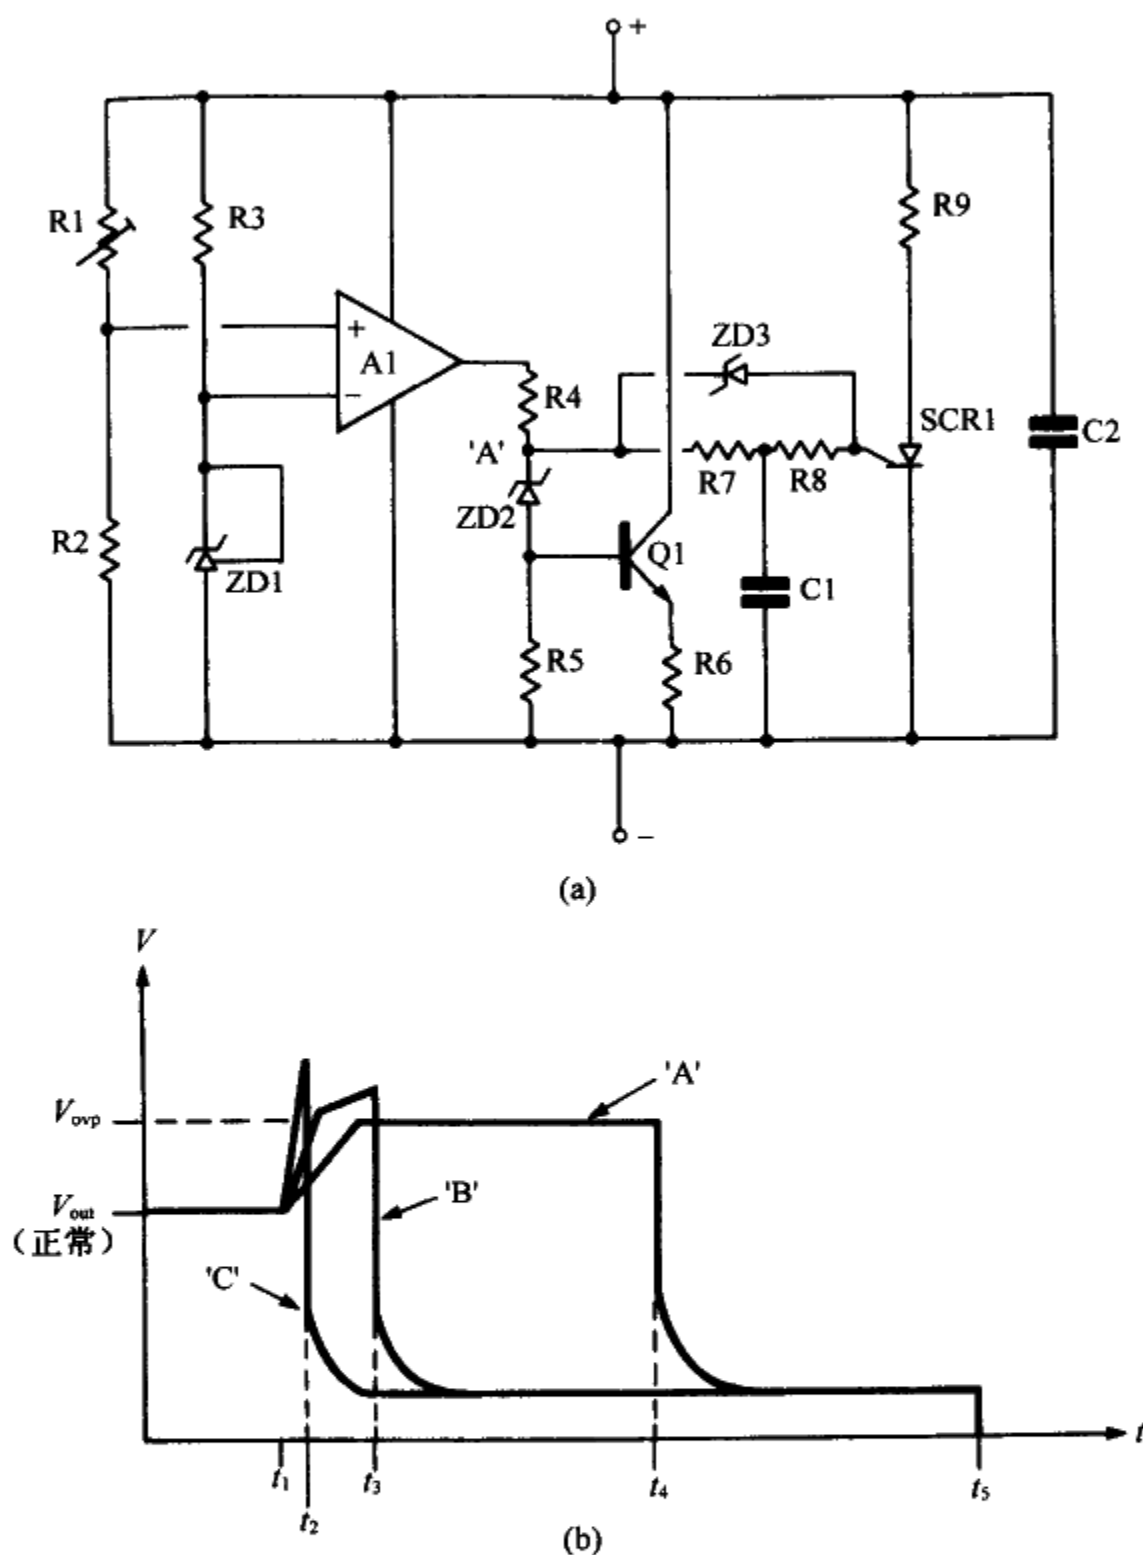 +
R1
R3
R9
+
A1
−
ZD3
R4
SCR1
C2
'A'
R7
R8
ZD2
R2
ZD1
Q1
C1
R5
R6
−
(a)
V
Vovp
'A'
Vout
(正常)
'B'
'C'
t
t1
t2
t3
t4
t5
(b)